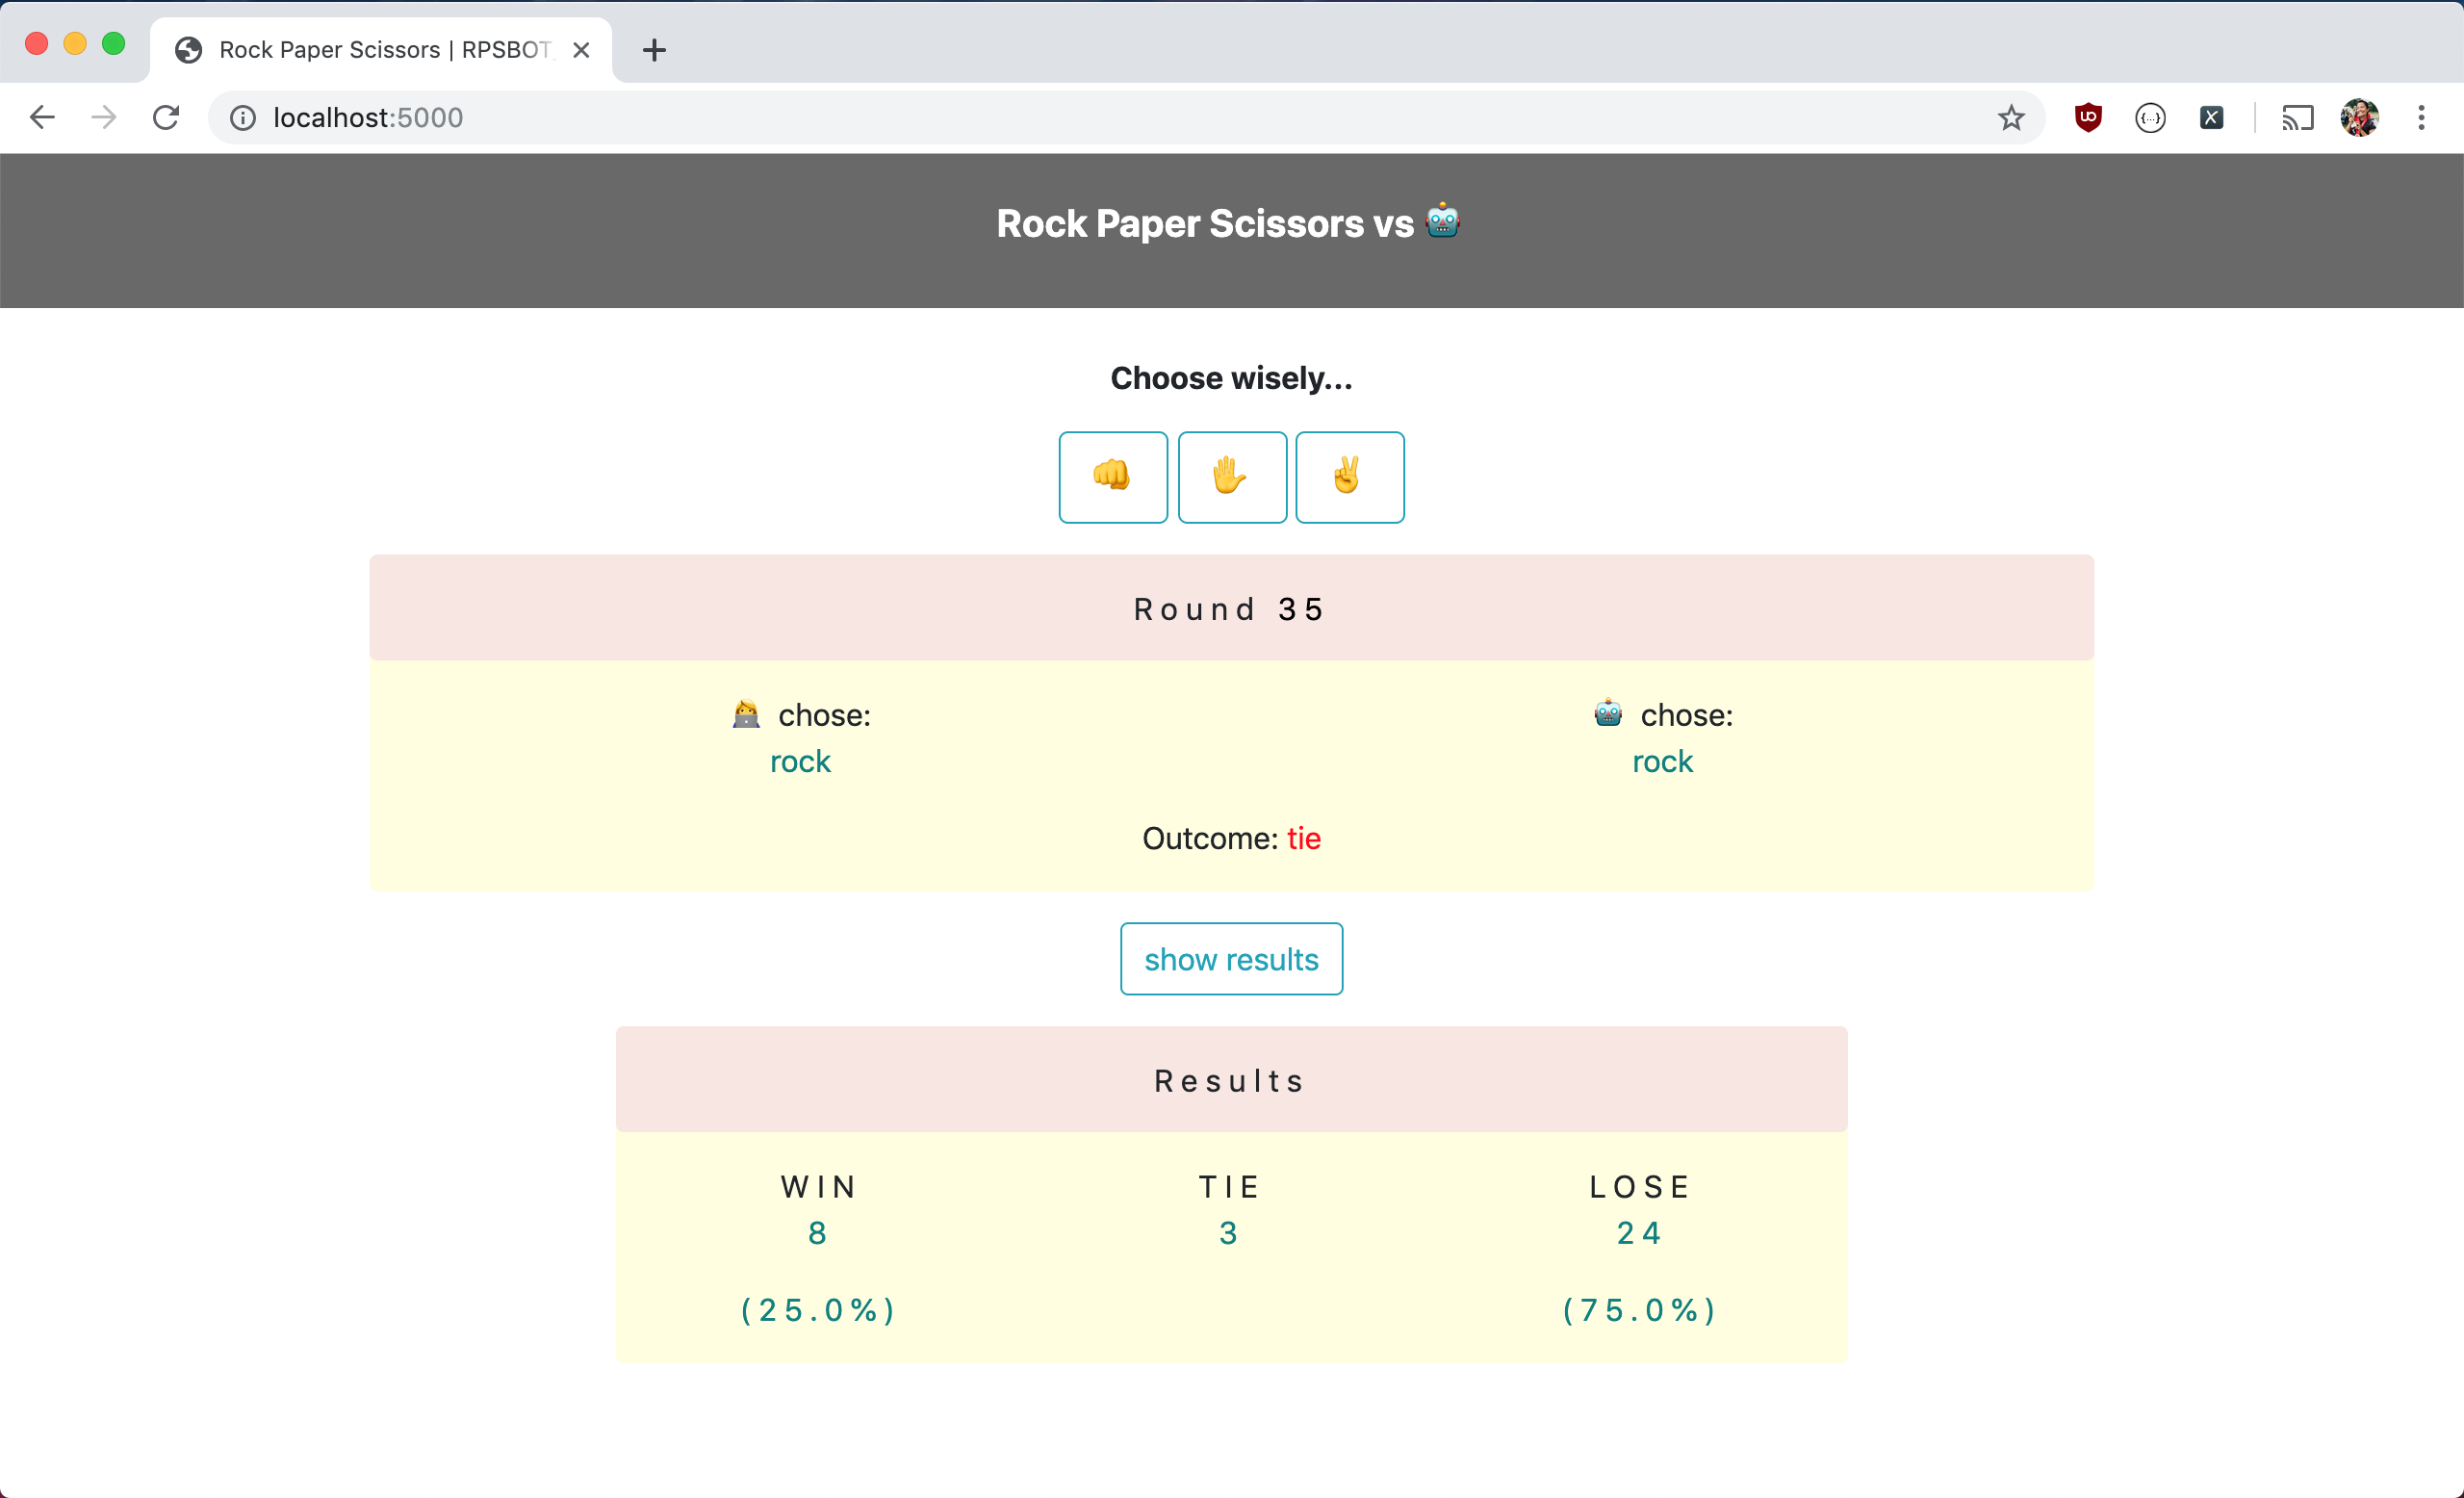 Rock Paper Scissors | RPSBOT
localhost:5000
Rock Paper Scissors vs 🤖
Choose wisely...
Round 35
chose:
rock
chose:
rock
Outcome: tie
show results
Results
WIN TIE LOSE
8 3 24
(25.0%) (75.0%)